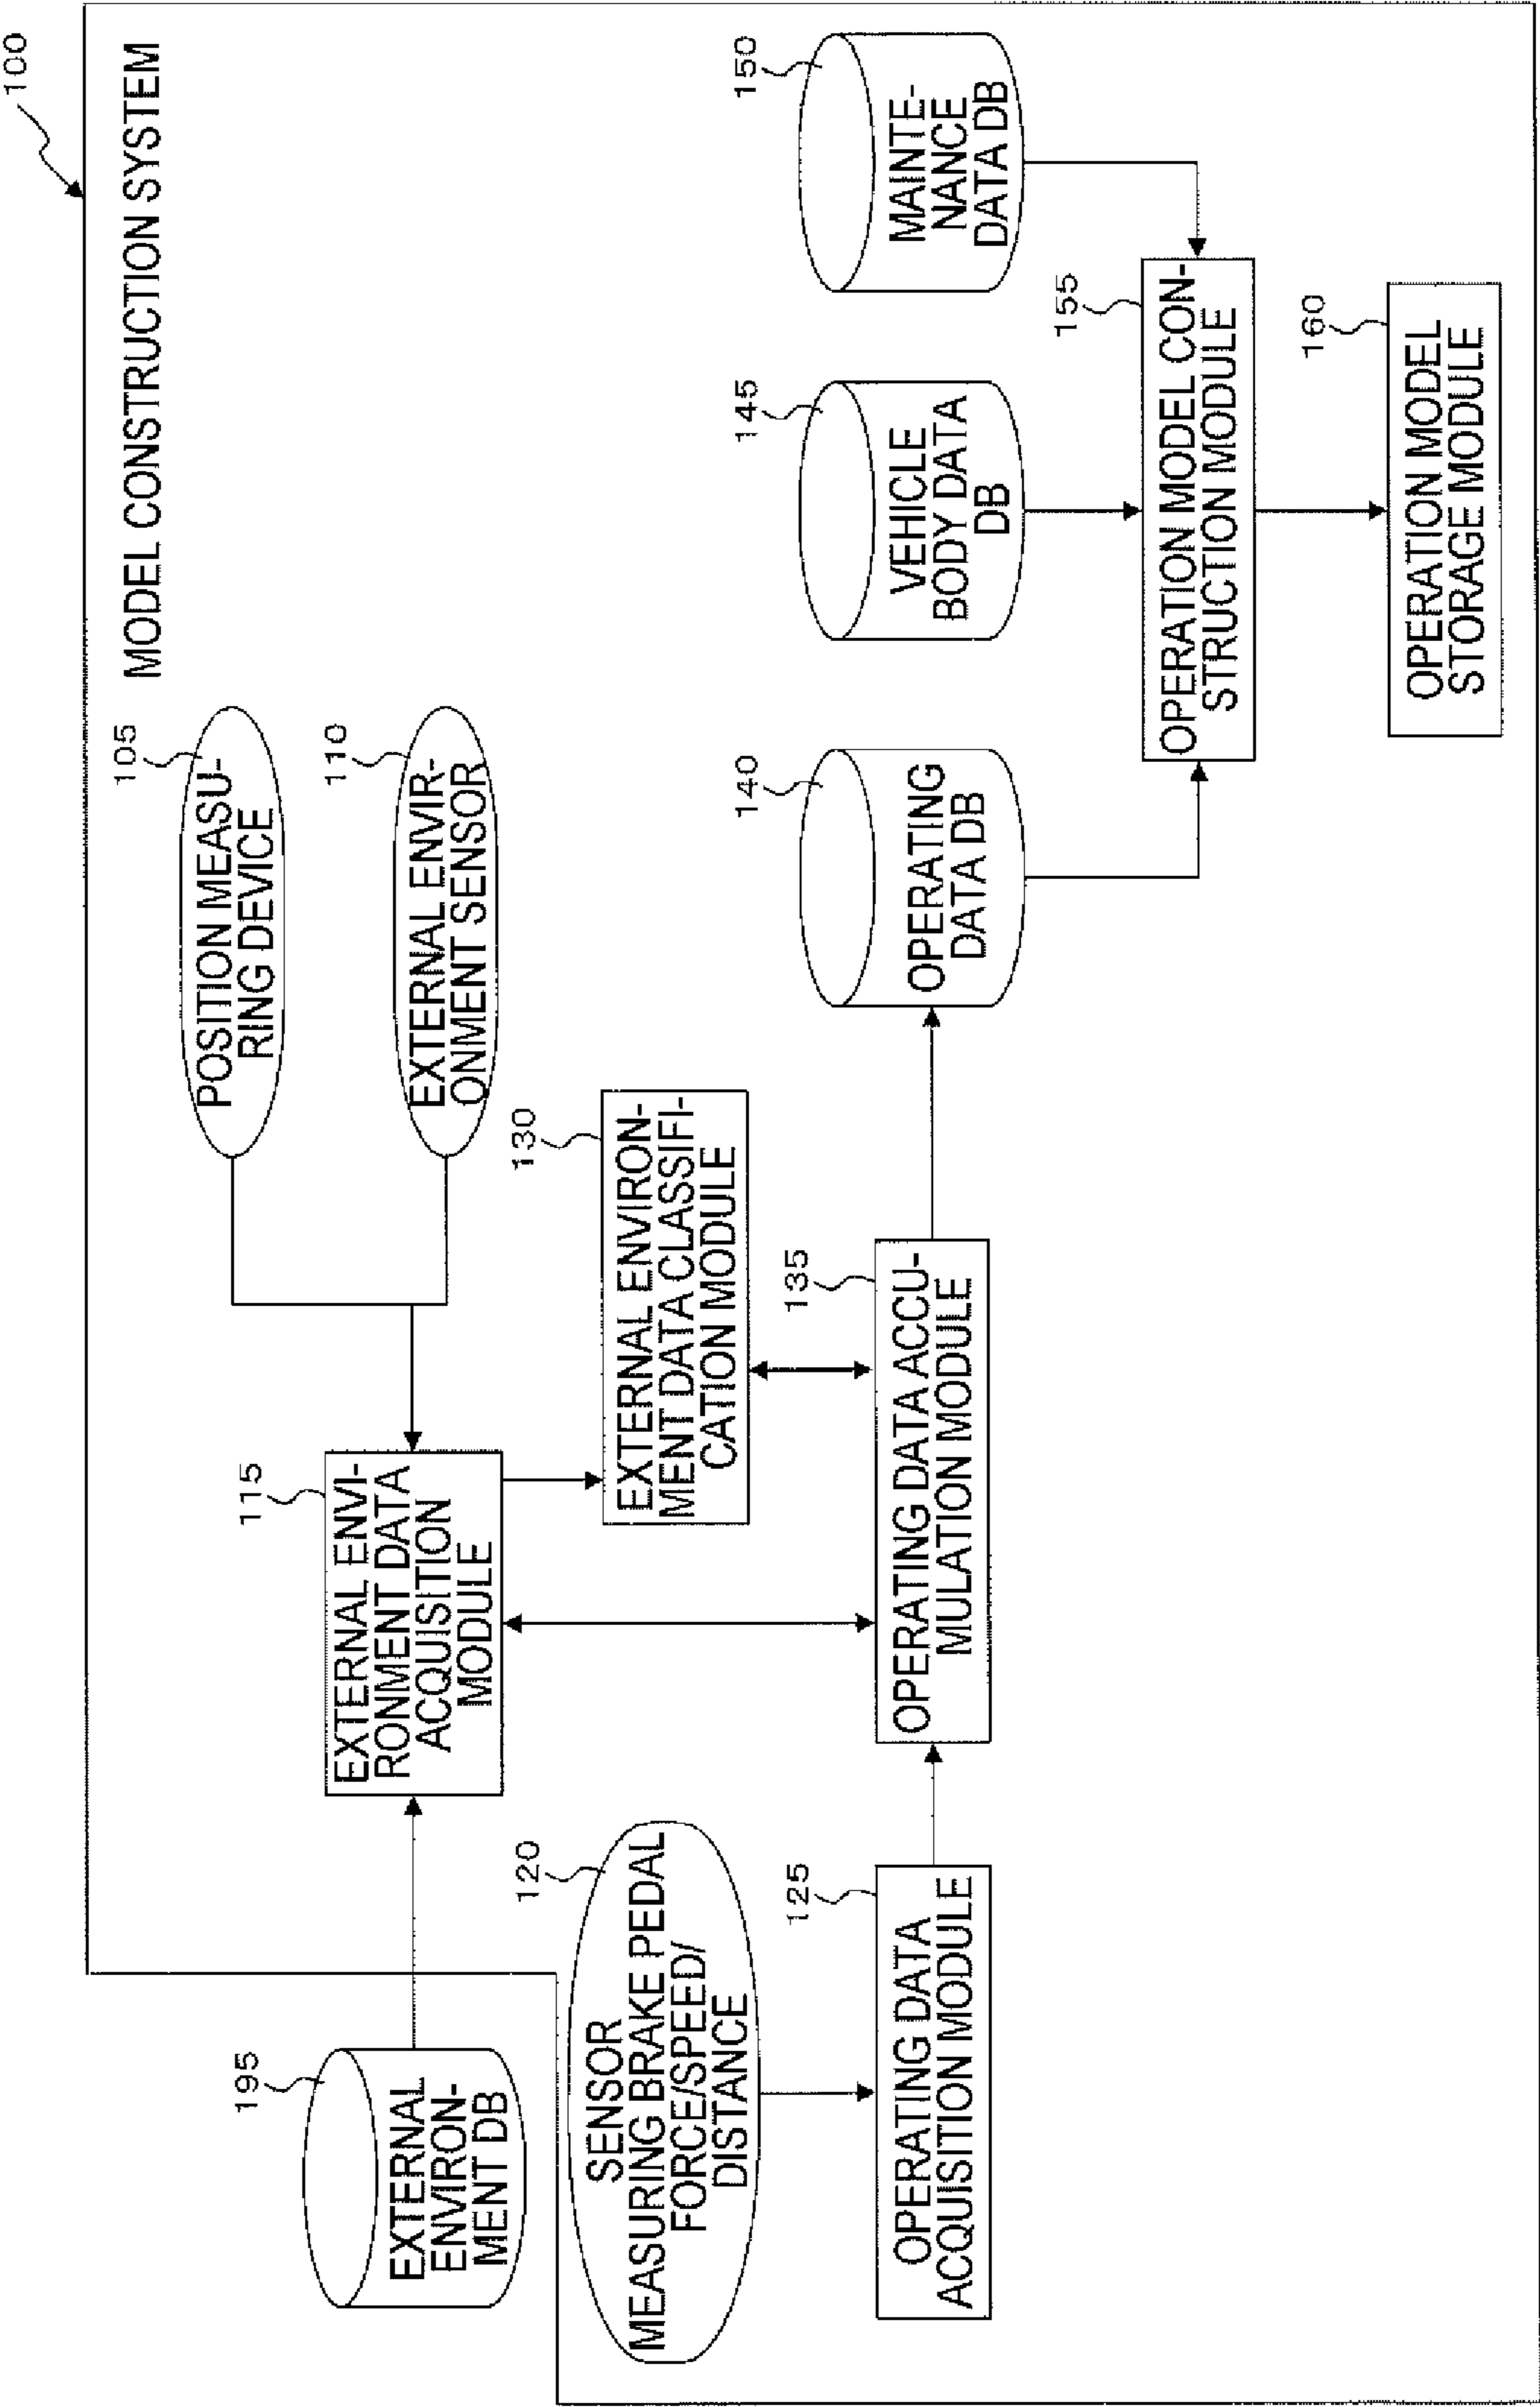 100
MODEL CONSTRUCTION SYSTEM
105
POSITION MEASU-
RING DEVICE
110
EXTERNAL ENVIR-
ONMENT SENSOR
195
EXTERNAL
ENVIRON-
MENT DB
115
EXTERNAL ENVI-
RONMENT DATA
ACQUISITION
MODULE
120
SENSOR
MEASURING BRAKE PEDAL
FORCE/SPEED/
DISTANCE
130
EXTERNAL ENVIRON-
MENT DATA CLASSIFI-
CATION MODULE
125
OPERATING DATA
ACQUISITION MODULE
135
OPERATING DATA ACCU-
MULATION MODULE
140
OPERATING
DATA DB
145
VEHICLE
BODY DATA
DB
150
MAINTE-
NANCE
DATA DB
155
OPERATION MODEL CON-
STRUCTION MODULE
160
OPERATION MODEL
STORAGE MODULE